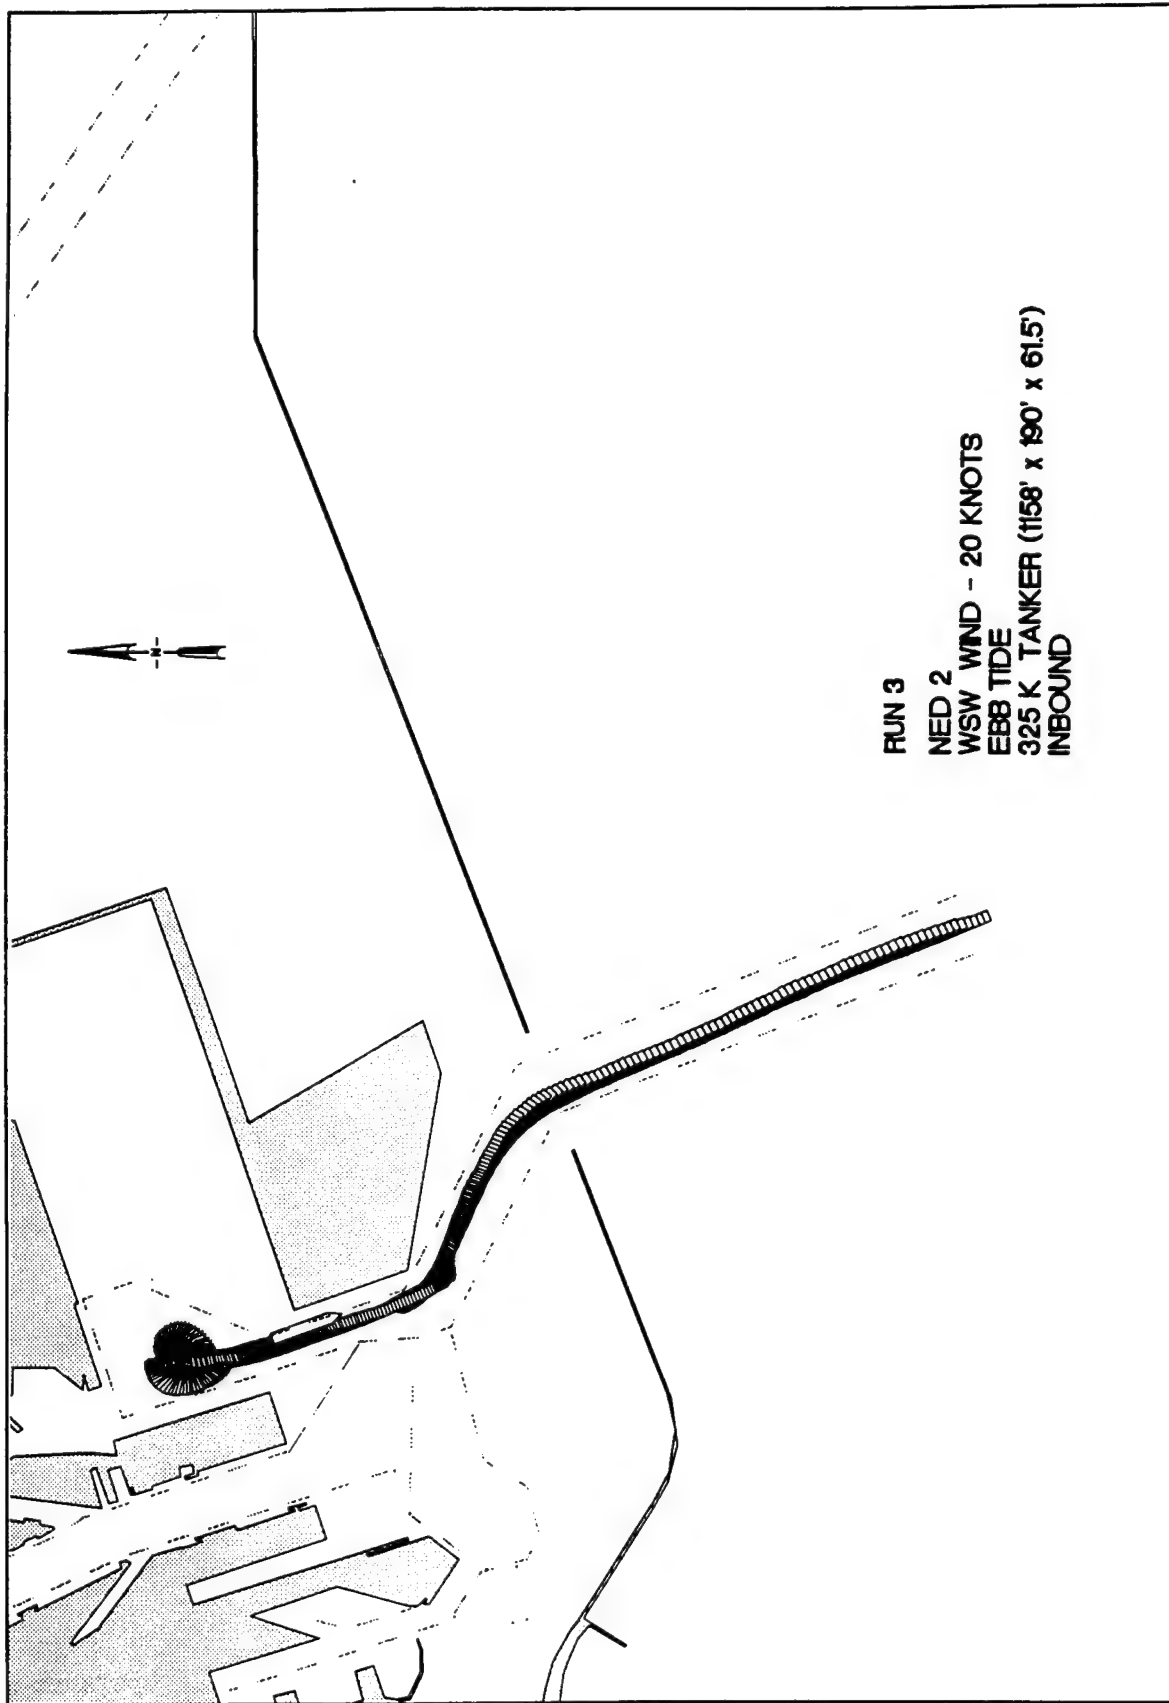 N
RUN 3
NED 2
WSW WIND - 20 KNOTS
EBB TIDE
325 K TANKER (1158' x 190' x 61.5')
INBOUND